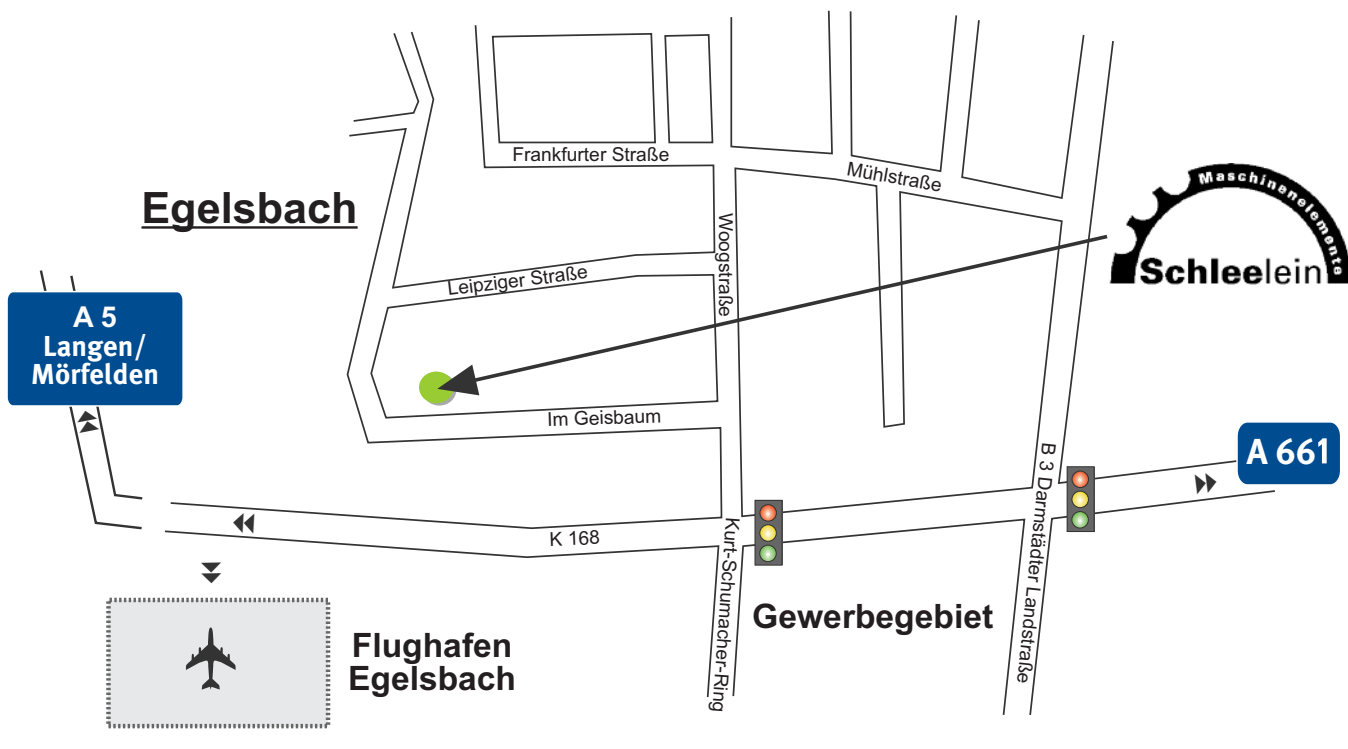 Frankfurter Straße
Mühlstraße
Maschinenelemente
Schleelein
Egelsbach
Woogstraße
Leipziger Straße
A 5
Langen/
Mörfelden
Im Geisbaum
A 661
B 3 Darmstädter Landstraße
K 168
Kurt-Schumacher-Ring
Gewerbegebiet
Flughafen
Egelsbach